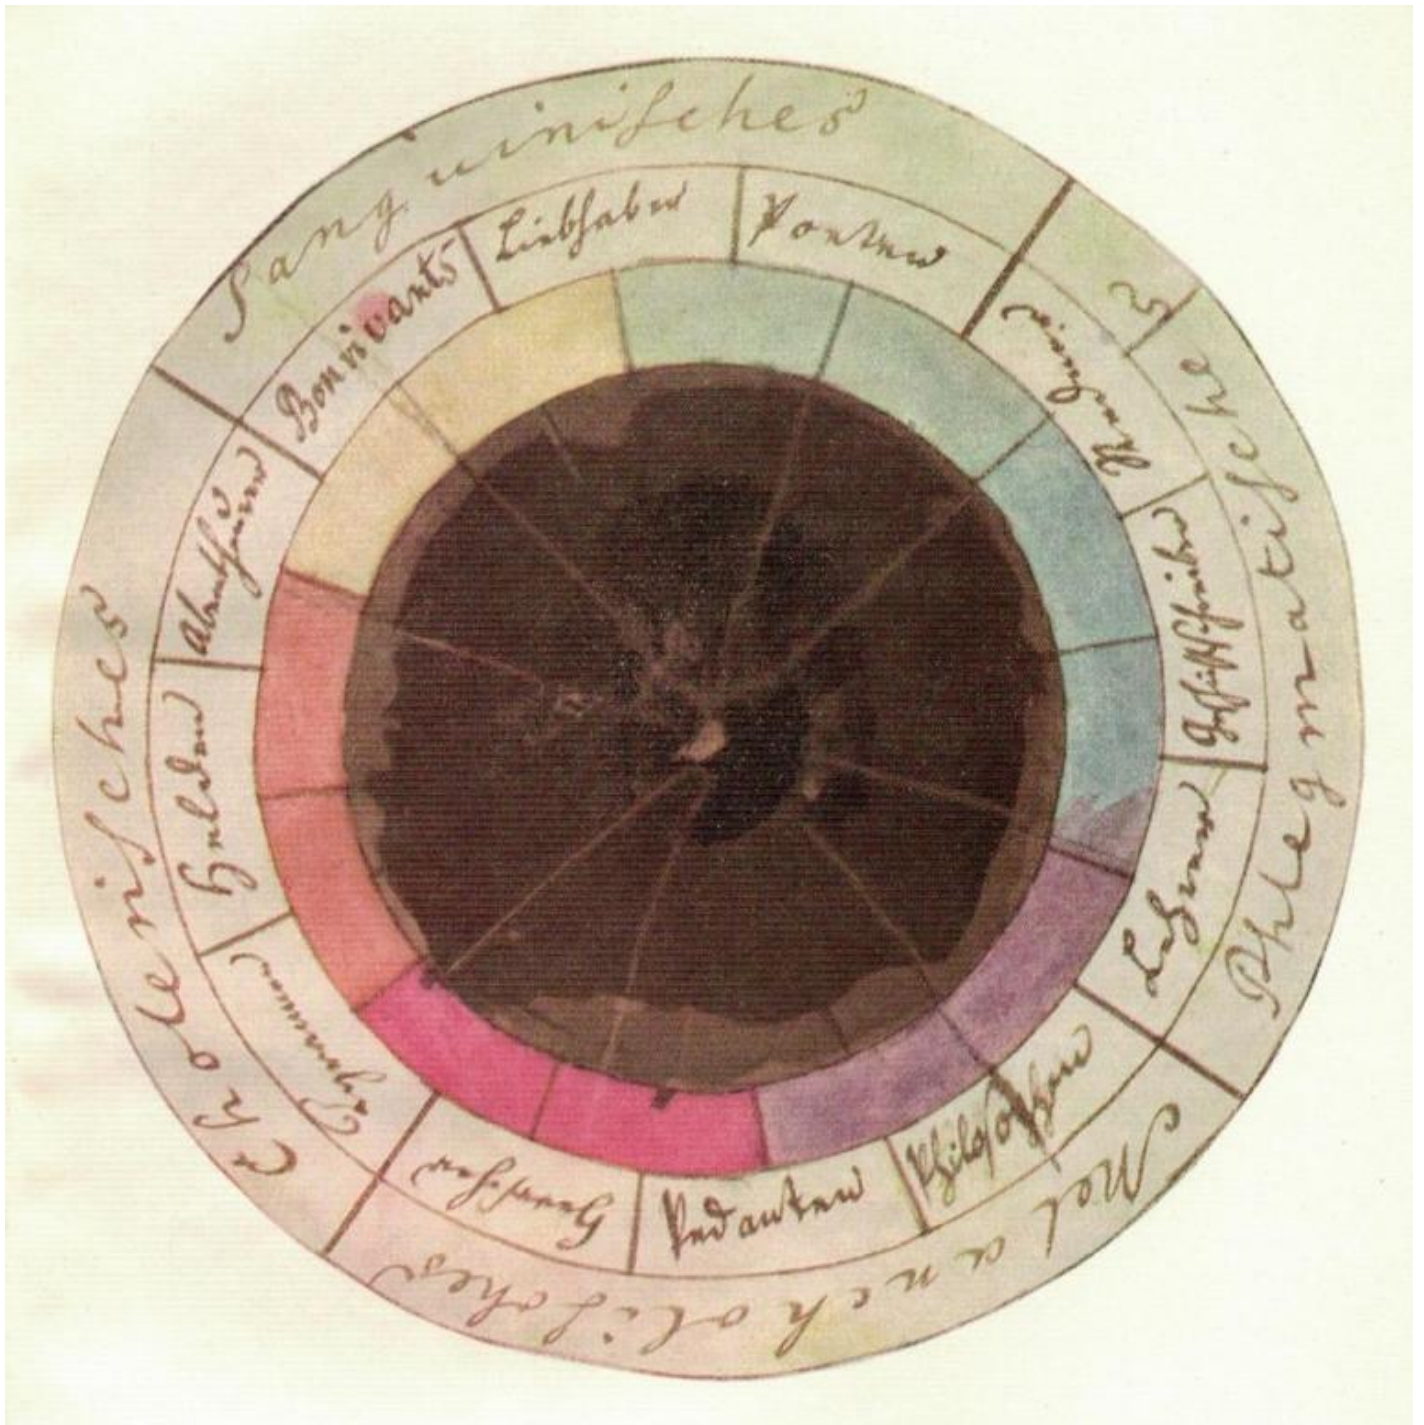 Sanguinisches
Phlegmatisches
Melancholisches
Cholerisches
Bonvivants
Liebhaber
Poeten
Redner
Geschichtschreiber
Lehrer
Philosophen
Pedanten
Herrscher
Tyrannen
Helden
Abentheurer